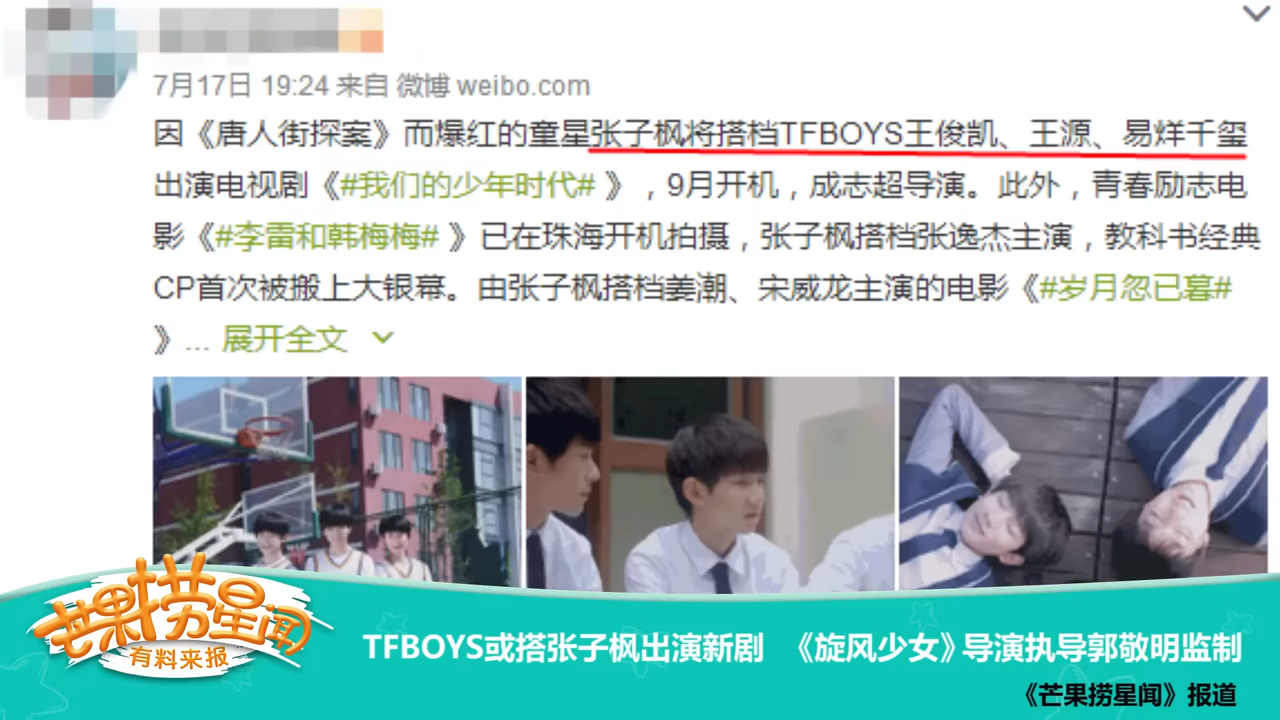 7月17日 19:24 来自 微博 weibo.com
因《唐人街探案》而爆红的童星张子枫将搭档TFBOYS王俊凯、王源、易烊千玺
出演电视剧《#我们的少年时代# 》，9月开机，成志超导演。此外，青春励志电
影《#李雷和韩梅梅# 》已在珠海开机拍摄，张子枫搭档张逸杰主演，教科书经典
CP首次被搬上大银幕。由张子枫搭档姜潮、宋威龙主演的电影《#岁月忽已暮#
》... 展开全文
芒果捞星闻
有料来报
TFBOYS或搭张子枫出演新剧 《旋风少女》导演执导郭敬明监制
《芒果捞星闻》报道